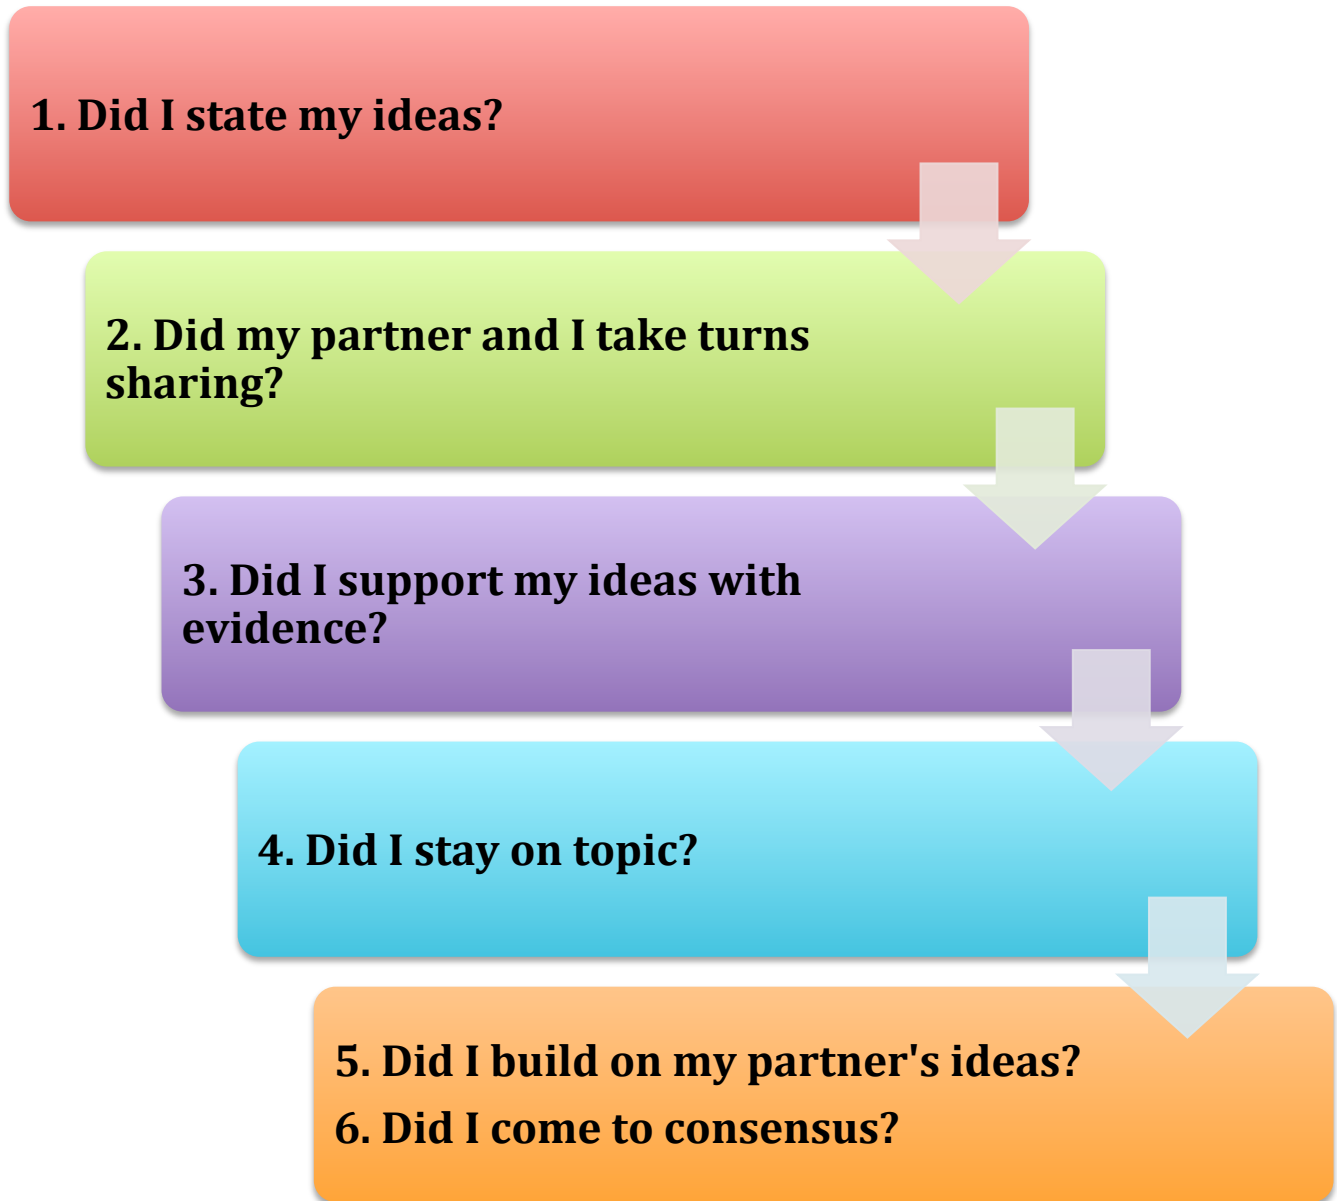 1. Did I state my ideas?
2. Did my partner and I take turns
sharing?
3. Did I support my ideas with
evidence?
4. Did I stay on topic?
5. Did I build on my partner's ideas?
6. Did I come to consensus?